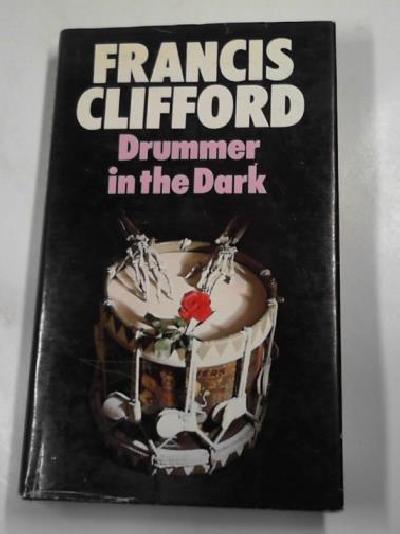 FRANCIS
CLIFFORD
Drummer
in the Dark